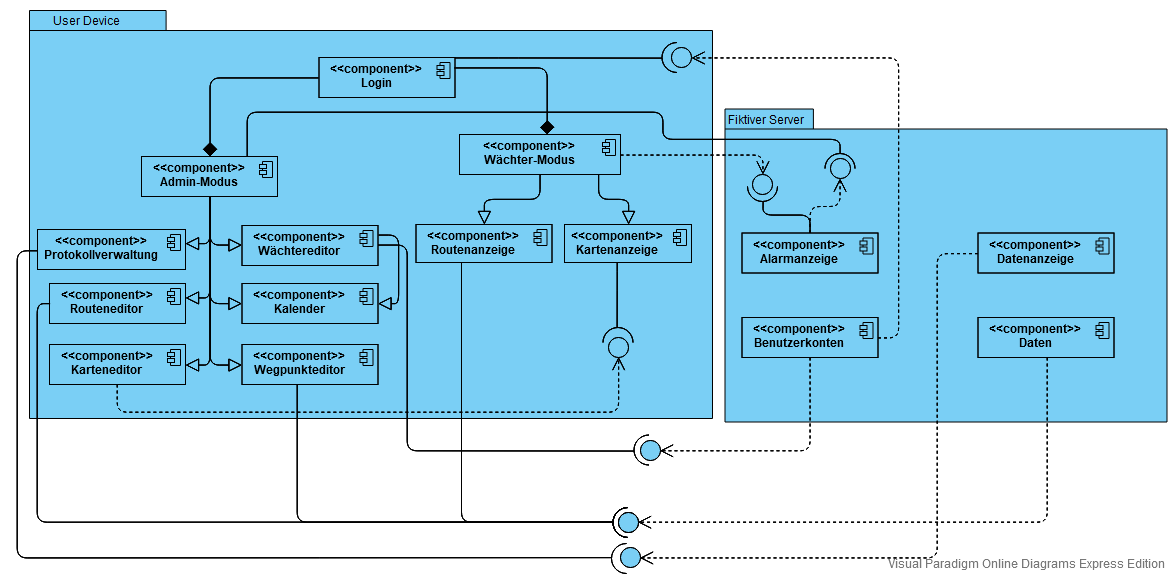 User Device
<<component>>
Login
Fiktiver Server
<<component>>
Wächter-Modus
<<component>>
Admin-Modus
<<component>>
Protokollverwaltung
<<component>>
Wächtereditor
<<component>>
Routenanzeige
<<component>>
Kartenanzeige
<<component>>
Alarmanzeige
<<component>>
Datenanzeige
<<component>>
Routeneditor
<<component>>
Kalender
<<component>>
Benutzerkonten
<<component>>
Daten
<<component>>
Karteneditor
<<component>>
Wegpunkteditor
Visual Paradigm Online Diagrams Express Edition